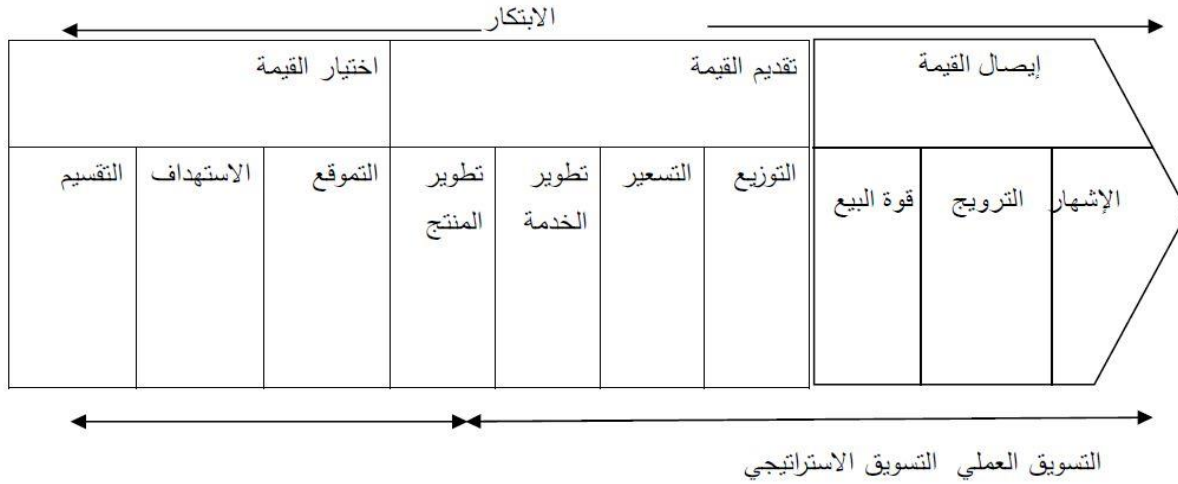 الابتكار
إيصال القيمة
تقديم القيمة
اختيار القيمة
الإشهار
الترويج
قوة البيع
التوزيع
التسعير
تطوير
الخدمة
تطوير
المنتج
التموقع
الاستهداف
التقسيم
التسويق العملي التسويق الاستراتيجي